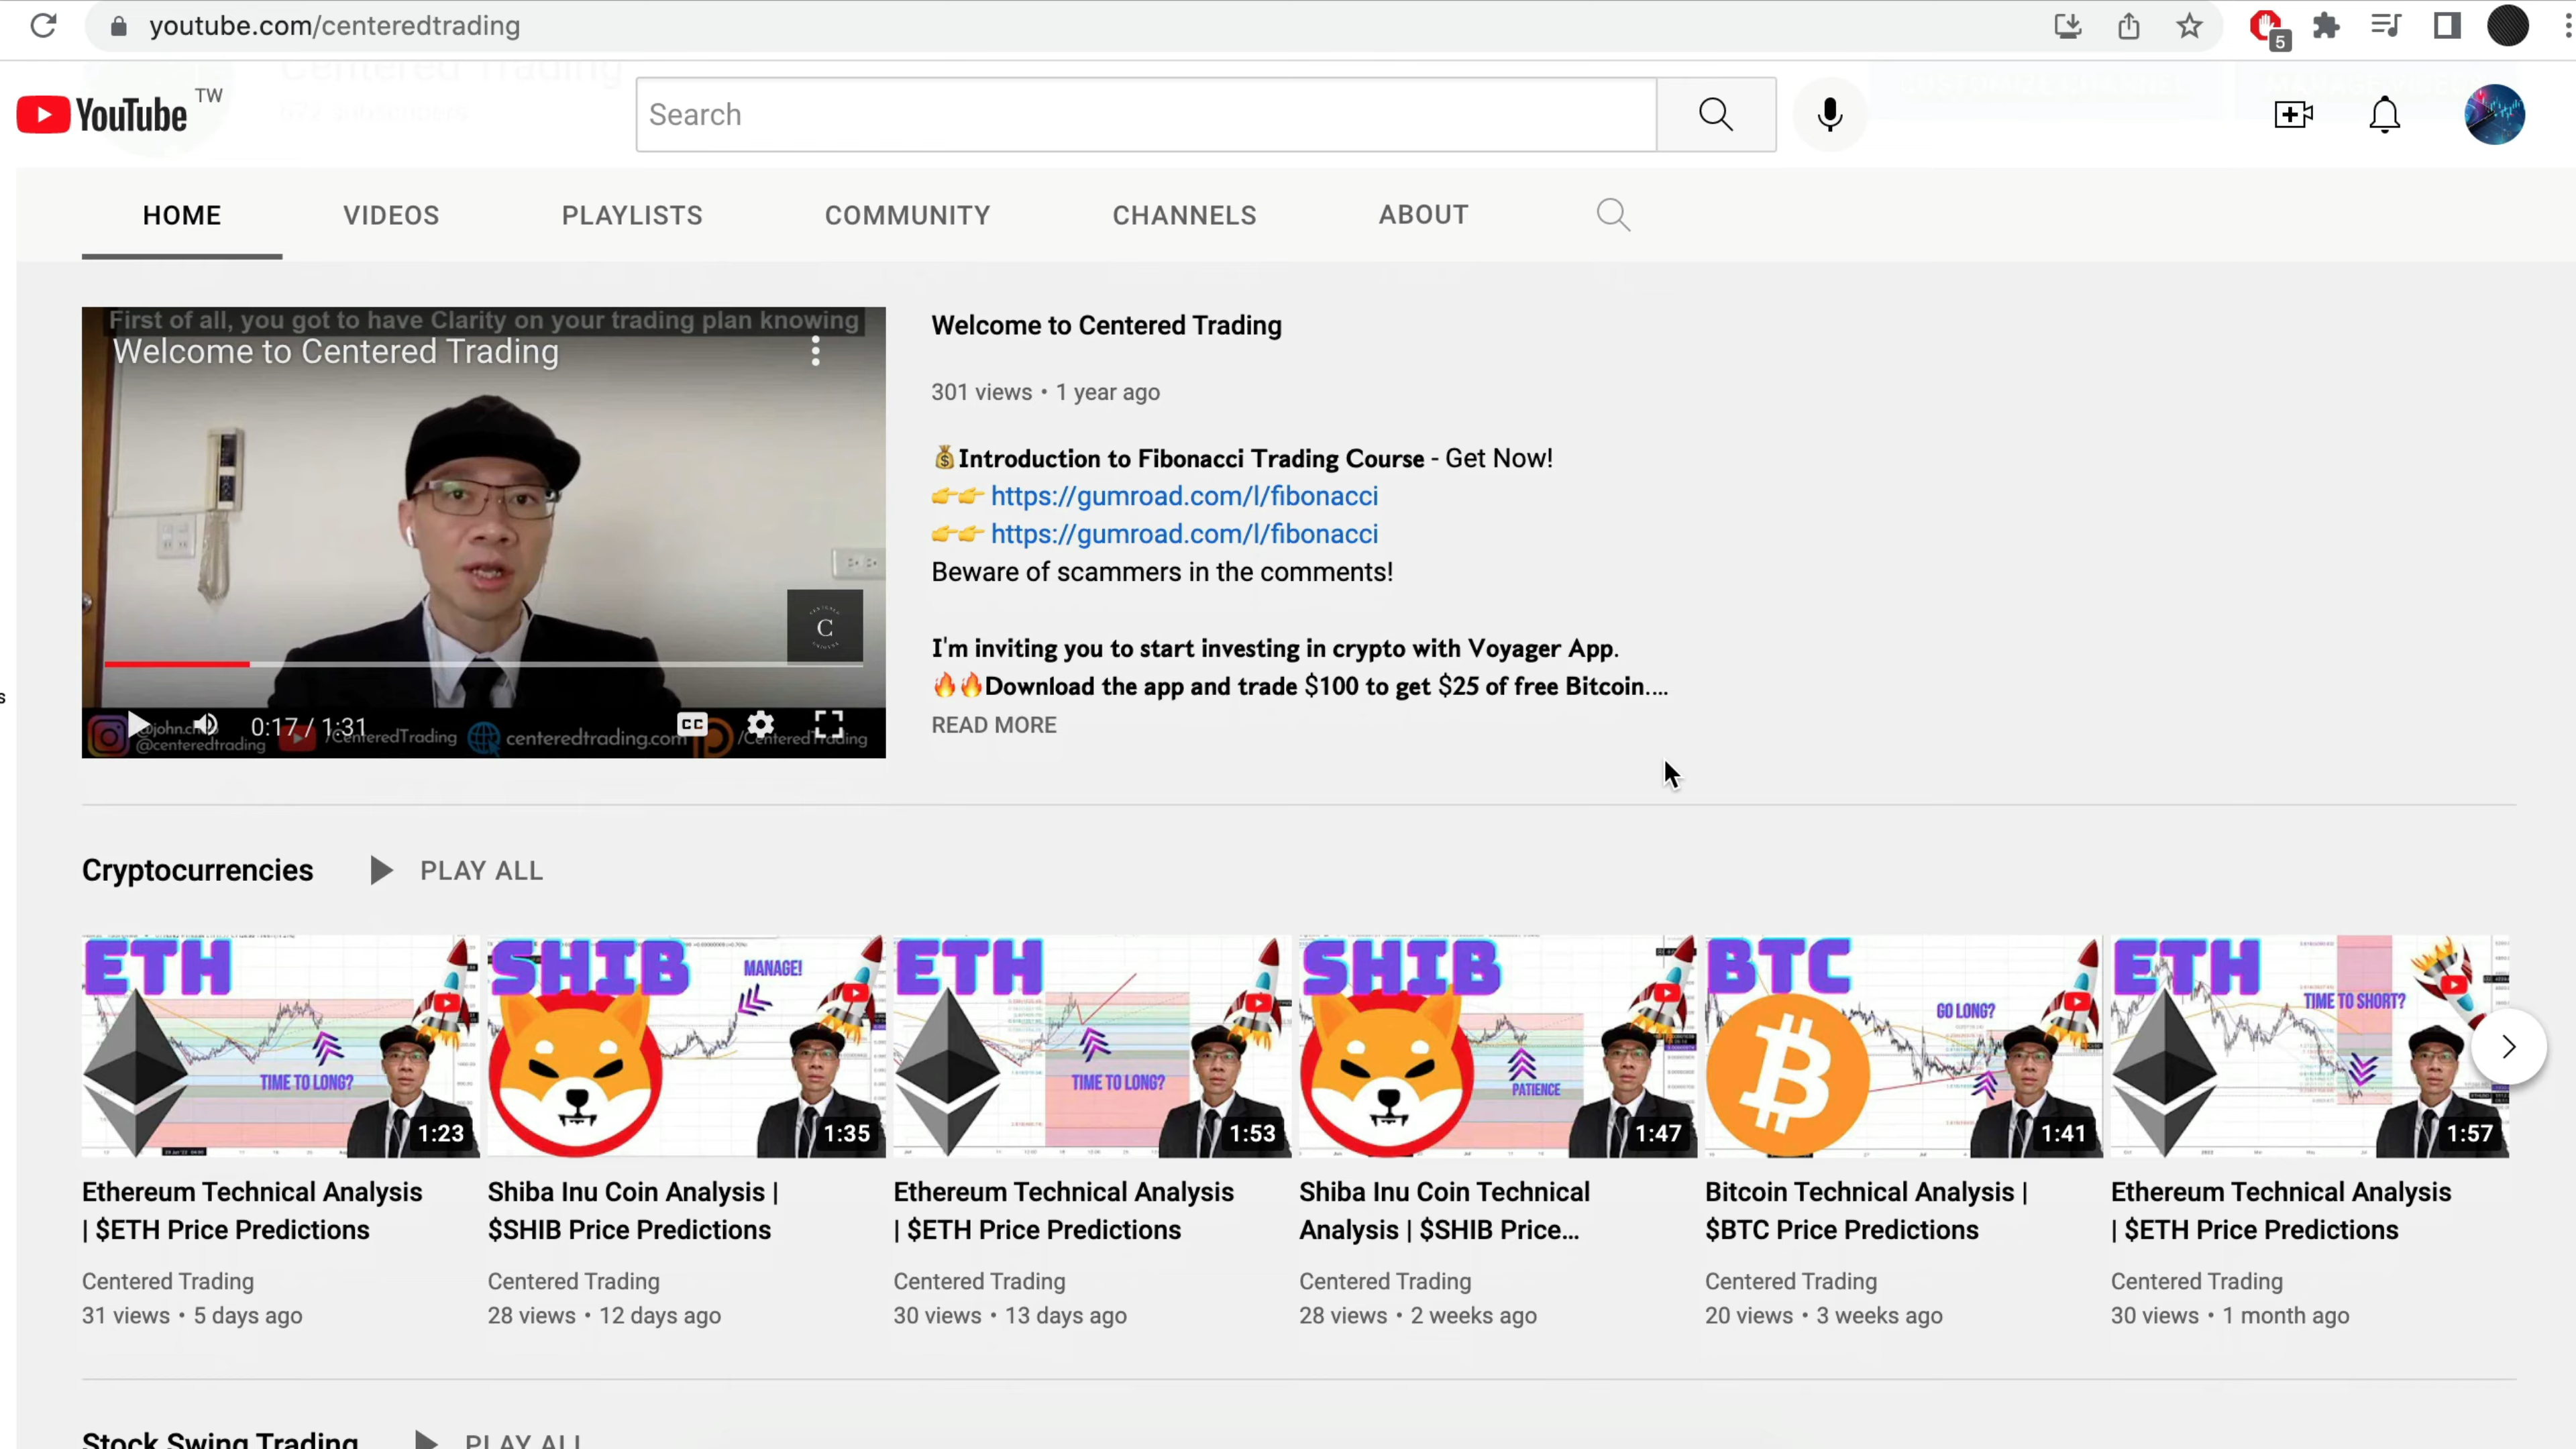 youtube.com/centeredtrading
5
Centered Trading
YouTube TW
Search
HOME VIDEOS PLAYLISTS COMMUNITY CHANNELS ABOUT
First of all, you got to have Clarity on your trading plan knowing
Welcome to Centered Trading
C
0:17 / 1:31
CC
@centeredtrading
/CenteredTrading
centeredtrading.com
/CenteredTrading
Welcome to Centered Trading
301 views • 1 year ago
💰Introduction to Fibonacci Trading Course - Get Now!
👉👉 https://gumroad.com/l/fibonacci
👉👉 https://gumroad.com/l/fibonacci
Beware of scammers in the comments!
I'm inviting you to start investing in crypto with Voyager App.
🔥🔥Download the app and trade $100 to get $25 of free Bitcoin....
READ MORE
s
Cryptocurrencies PLAY ALL
ETH
TIME TO LONG?
1:23
SHIB
MANAGE!
1:35
ETH
TIME TO LONG?
1:53
SHIB
PATIENCE
1:47
BTC
GO LONG?
1:41
ETH
TIME TO SHORT?
1:57
Ethereum Technical Analysis
| $ETH Price Predictions
Centered Trading
31 views • 5 days ago
Shiba Inu Coin Analysis |
$SHIB Price Predictions
Centered Trading
28 views • 12 days ago
Ethereum Technical Analysis
| $ETH Price Predictions
Centered Trading
30 views • 13 days ago
Shiba Inu Coin Technical
Analysis | $SHIB Price...
Centered Trading
28 views • 2 weeks ago
Bitcoin Technical Analysis |
$BTC Price Predictions
Centered Trading
20 views • 3 weeks ago
Ethereum Technical Analysis
| $ETH Price Predictions
Centered Trading
30 views • 1 month ago
Stock Swing Trading PLAY ALL